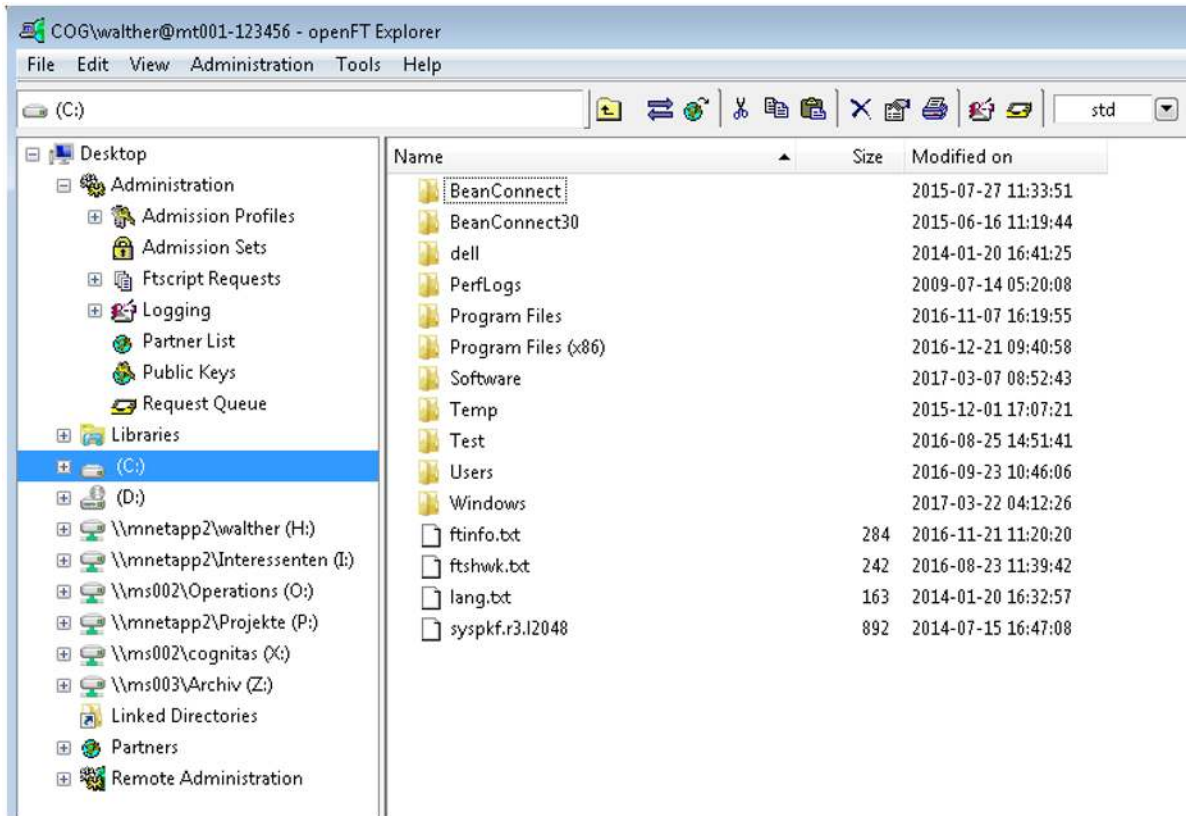 COG\walther@mt001-123456 - openFT Explorer
File Edit View Administration Tools Help
(C:) std
Desktop
Administration
Admission Profiles
Admission Sets
Ftscript Requests
Logging
Partner List
Public Keys
Request Queue
Libraries
(C:)
(D:)
\\mnetapp2\walther (H:)
\\mnetapp2\Interessenten (I:)
\\ms002\Operations (O:)
\\mnetapp2\Projekte (P:)
\\ms002\cognitas (X:)
\\ms003\Archiv (Z:)
Linked Directories
Partners
Remote Administration
Name Size Modified on
BeanConnect 2015-07-27 11:33:51
BeanConnect30 2015-06-16 11:19:44
dell 2014-01-20 16:41:25
PerfLogs 2009-07-14 05:20:08
Program Files 2016-11-07 16:19:55
Program Files (x86) 2016-12-21 09:40:58
Software 2017-03-07 08:52:43
Temp 2015-12-01 17:07:21
Test 2016-08-25 14:51:41
Users 2016-09-23 10:46:06
Windows 2017-03-22 04:12:26
ftinfo.txt 284 2016-11-21 11:20:20
ftshwk.txt 242 2016-08-23 11:39:42
lang.txt 163 2014-01-20 16:32:57
syspkf.r3.l2048 892 2014-07-15 16:47:08